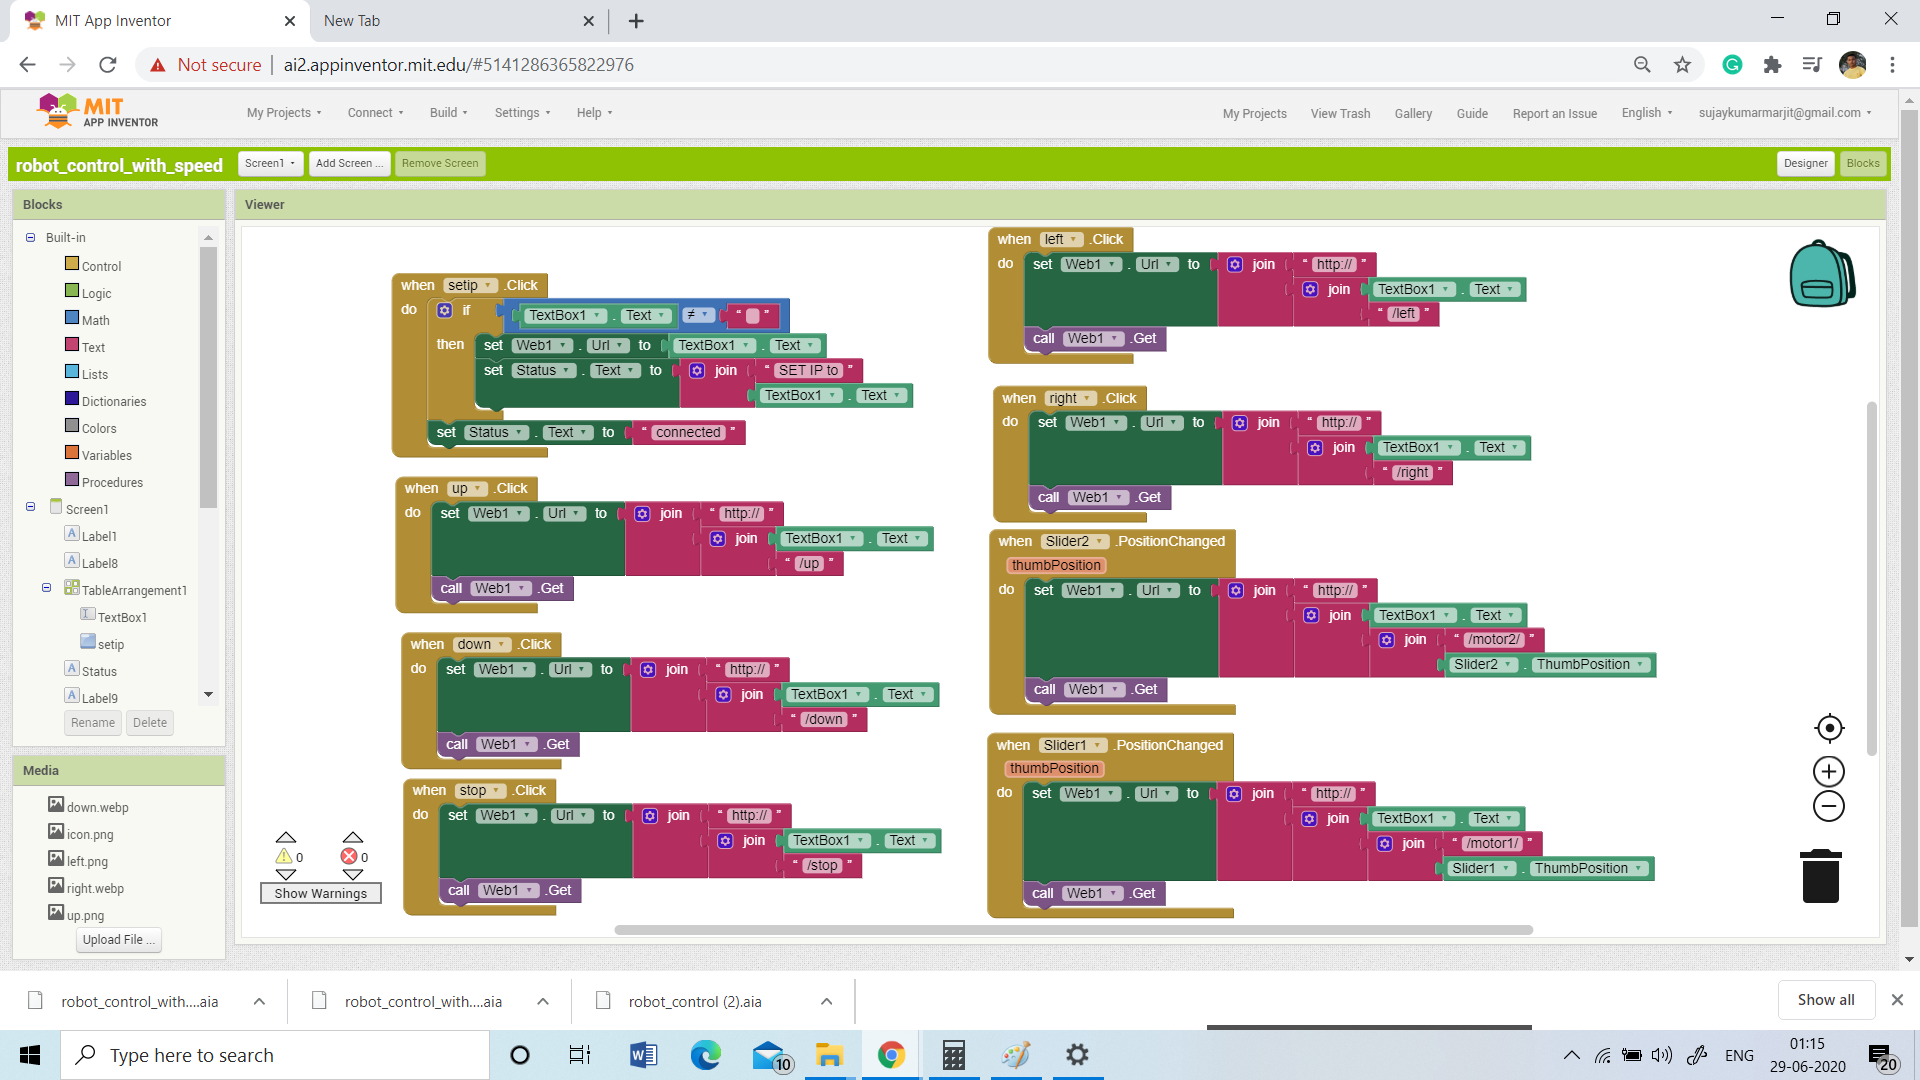 MIT App Inventor
New Tab
Not secure
ai2.appinventor.mit.edu/#5141286365822976
MIT
APP INVENTOR
My Projects
Connect
Build
Settings
Help
My Projects
View Trash
Gallery
Guide
Report an Issue
English
sujaykumarmarjit@gmail.com
robot_control_with_speed
Screen1
Add Screen ...
Remove Screen
Designer
Blocks
Blocks
Built-in
Control
Logic
Math
Text
Lists
Dictionaries
Colors
Variables
Procedures
Screen1
Label1
Label8
TableArrangement1
TextBox1
setip
Status
Label9
Rename
Delete
Media
down.webp
icon.png
left.png
right.webp
up.png
Upload File ...
Viewer
when setip .Click
do if TextBox1 . Text ≠ “ ”
then set Web1 . Url to TextBox1 . Text
set Status . Text to join “ SET IP to ”
TextBox1 . Text
set Status . Text to “ connected ”
when up .Click
do set Web1 . Url to join “ http:// ”
join TextBox1 . Text
“ /up ”
call Web1 .Get
when down .Click
do set Web1 . Url to join “ http:// ”
join TextBox1 . Text
“ /down ”
call Web1 .Get
when stop .Click
do set Web1 . Url to join “ http:// ”
join TextBox1 . Text
“ /stop ”
call Web1 .Get
when left .Click
do set Web1 . Url to join “ http:// ”
join TextBox1 . Text
“ /left ”
call Web1 .Get
when right .Click
do set Web1 . Url to join “ http:// ”
join TextBox1 . Text
“ /right ”
call Web1 .Get
when Slider2 .PositionChanged
thumbPosition
do set Web1 . Url to join “ http:// ”
join TextBox1 . Text
join “ /motor2/ ”
Slider2 . ThumbPosition
call Web1 .Get
when Slider1 .PositionChanged
thumbPosition
do set Web1 . Url to join “ http:// ”
join TextBox1 . Text
join “ /motor1/ ”
Slider1 . ThumbPosition
call Web1 .Get
0
0
Show Warnings
robot_control_with....aia
robot_control_with....aia
robot_control (2).aia
Show all
Type here to search
10
ENG
01:15
29-06-2020
20